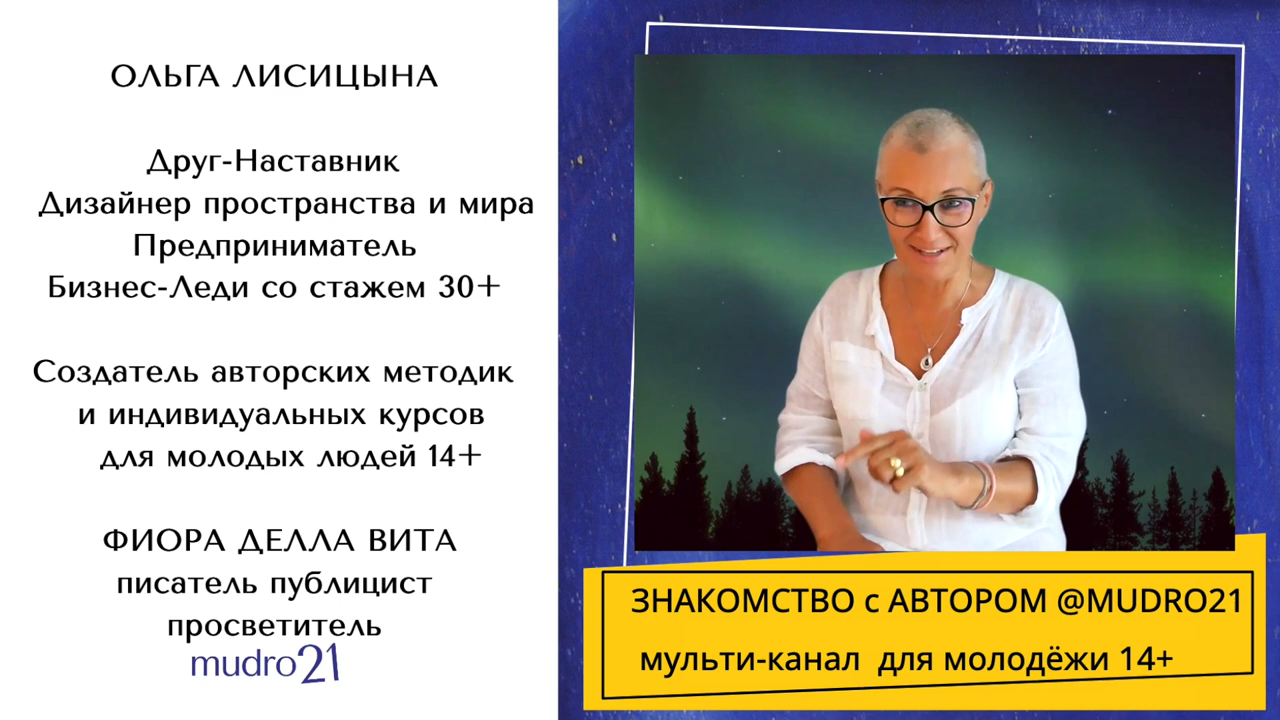 ОЛЬГА ЛИСИЦЫНА
Друг-Наставник
Дизайнер пространства и мира
Предприниматель
Бизнес-Леди со стажем 30+
Создатель авторских методик
и индивидуальных курсов
для молодых людей 14+
ФИОРА ДЕЛЛА ВИТА
писатель публицист
просветитель
mudro21
ЗНАКОМСТВО с АВТОРОМ @MUDRO21
мульти-канал для молодёжи 14+